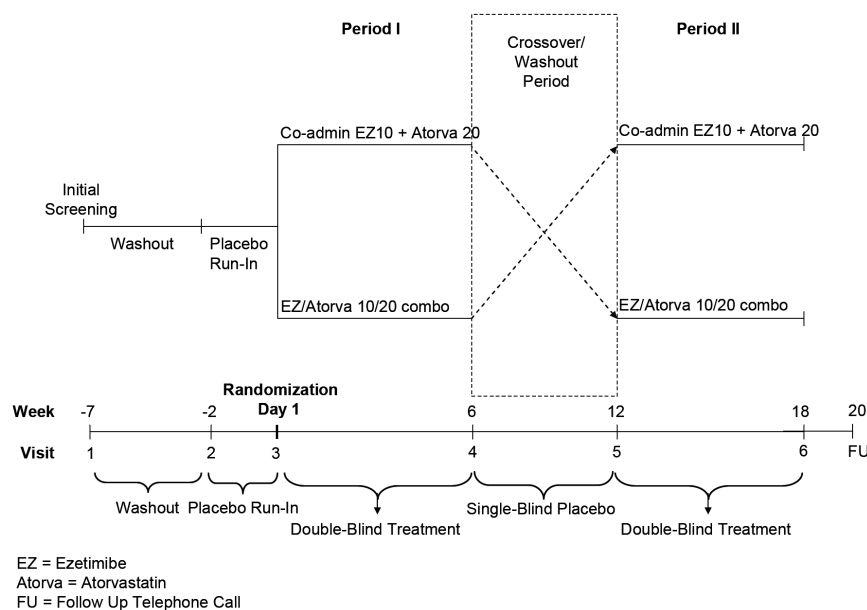 Period I
Crossover/
Washout
Period
Period II
Co-admin EZ10 + Atorva 20
Co-admin EZ10 + Atorva 20
Initial
Screening
Washout
Placebo
Run-In
EZ/Atorva 10/20 combo
EZ/Atorva 10/20 combo
Randomization
Week -7 -2 Day 1 6 12 18 20
Visit 1 2 3 4 5 6 FU
Washout Placebo Run-In Single-Blind Placebo
Double-Blind Treatment Double-Blind Treatment
EZ = Ezetimibe
Atorva = Atorvastatin
FU = Follow Up Telephone Call